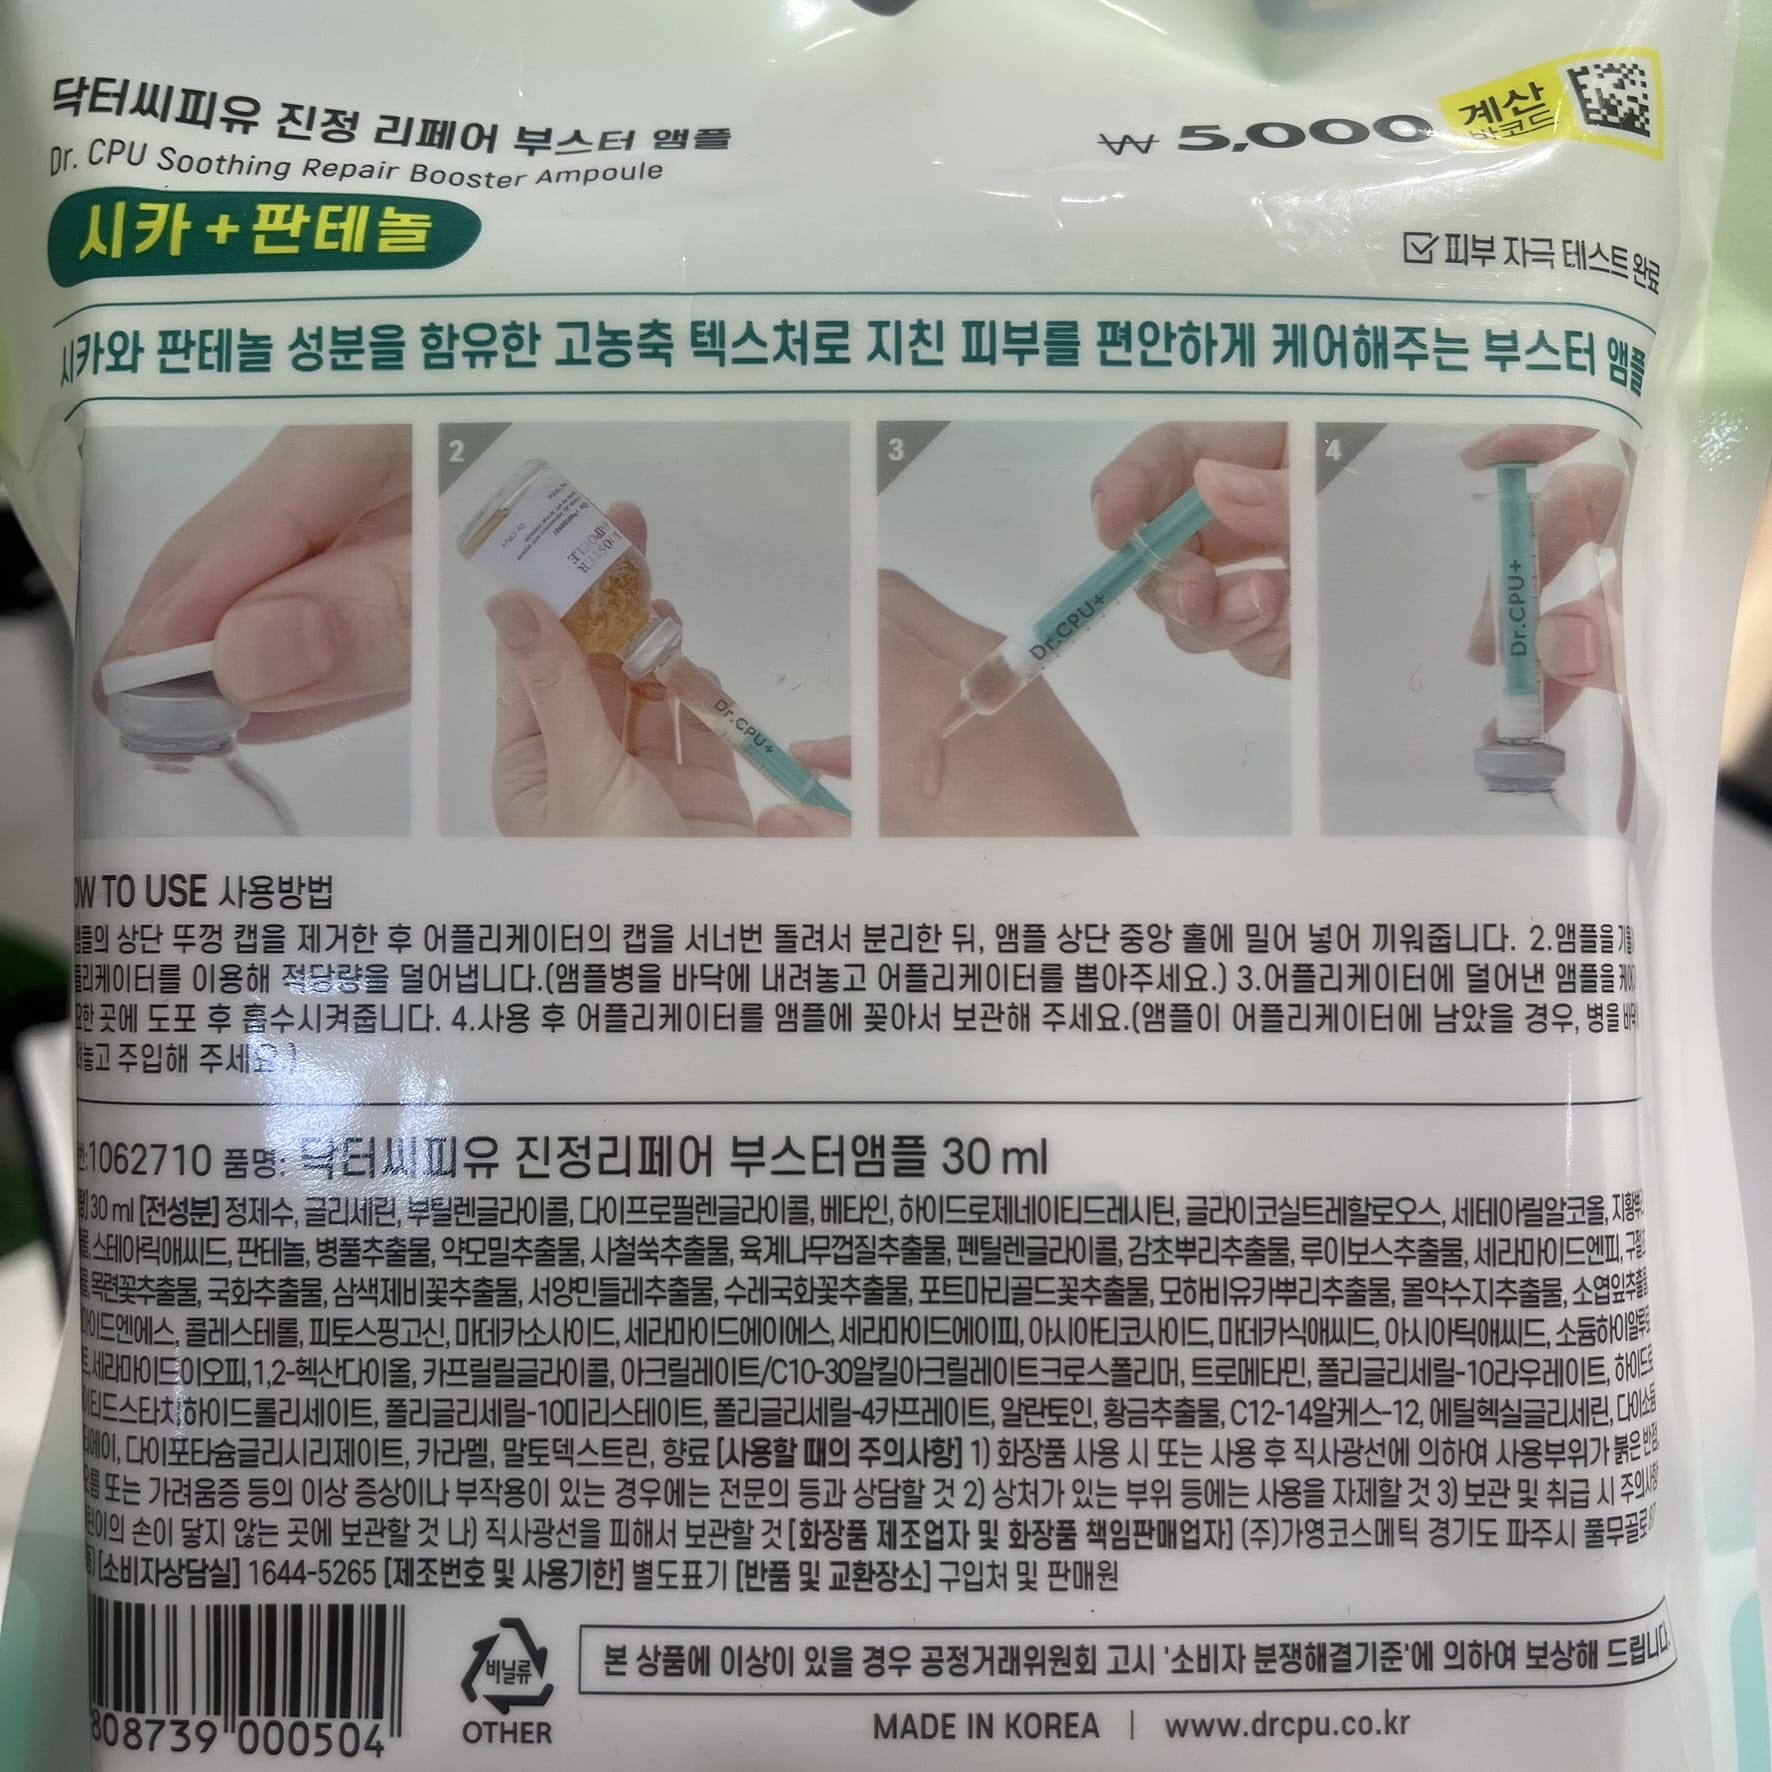 닥터씨피유 진정 리페어 부스터 앰플
Dr. CPU Soothing Repair Booster Ampoule
₩ 5,000
계산
바코드
시카 + 판테놀
피부 자극 테스트 완료
시카와 판테놀 성분을 함유한 고농축 텍스처로 지친 피부를 편안하게 케어해주는 부스터 앰플
2
3
4
Dr.CPU+
Dr.CPU+
Dr.CPU+
TO USE 사용방법
상단 뚜껑 캡을 제거한 후 어플리케이터의 캡을 서너번 돌려서 분리한 뒤, 앰플 상단 중앙 홀에 밀어 넣어 끼워줍니다. 2.앰플을
이용해 적당량을 덜어냅니다.(앰플병을 바닥에 내려놓고 어플리케이터를 뽑아주세요.) 3.어플리케이터에 덜어낸 앰플을
곳에 도포 후 흡수시켜줍니다. 4.사용 후 어플리케이터를 앰플에 꽂아서 보관해 주세요.(앰플이 어플리케이터에 남았을 경우, 병을
주입해 주세요.)
1062710 품명: 닥터씨피유 진정리페어 부스터앰플 30 ml
30 ml [전성분] 정제수, 글리세린, 부틸렌글라이콜, 다이프로필렌글라이콜, 베타인, 하이드로제네이티드레시틴, 글라이코실트레할로오스, 세테아릴알코올,
스테아릭애씨드, 판테놀, 병풀추출물, 약모밀추출물, 사철쑥추출물, 육계나무껍질추출물, 펜틸렌글라이콜, 감초뿌리추출물, 루이보스추출물, 세라마이드엔피,
목련꽃추출물, 국화추출물, 삼색제비꽃추출물, 서양민들레추출물, 수레국화꽃추출물, 포트마리골드꽃추출물, 모하비유카뿌리추출물, 몰약수지추출물, 소엽잎추출물
콜레스테롤, 피토스핑고신, 마데카소사이드, 세라마이드에이에스, 세라마이드에이피, 아시아티코사이드, 마데카식애씨드, 아시아틱애씨드,
세라마이드이오피,1,2-헥산다이올, 카프릴릴글라이콜, 아크릴레이트/C10-30알킬아크릴레이트크로스폴리머, 트로메타민, 폴리글리세릴-10라우레이트,
하이드롤리세이트, 폴리글리세릴-10미리스테이트, 폴리글리세릴-4카프레이트, 알란토인, 황금추출물, C12-14알케스-12, 에틸헥실글리세린,
다이포타슘글리시리제이트, 카라멜, 말토덱스트린, 향료 [사용할 때의 주의사항] 1) 화장품 사용 시 또는 사용 후 직사광선에 의하여 사용부위가 붉은
또는 가려움증 등의 이상 증상이나 부작용이 있는 경우에는 전문의 등과 상담할 것 2) 상처가 있는 부위 등에는 사용을 자제할 것 3) 보관 및 취급 시 주의사항
손이 닿지 않는 곳에 보관할 것 나) 직사광선을 피해서 보관할 것 [화장품 제조업자 및 화장품 책임판매업자] (주)가영코스메틱 경기도 파주시
[소비자상담실] 1644-5265 [제조번호 및 사용기한] 별도표기 [반품 및 교환장소] 구입처 및 판매원
808739 000504
비닐류
OTHER
본 상품에 이상이 있을 경우 공정거래위원회 고시 '소비자 분쟁해결기준'에 의하여 보상해 드립니다.
MADE IN KOREA | www.drcpu.co.kr